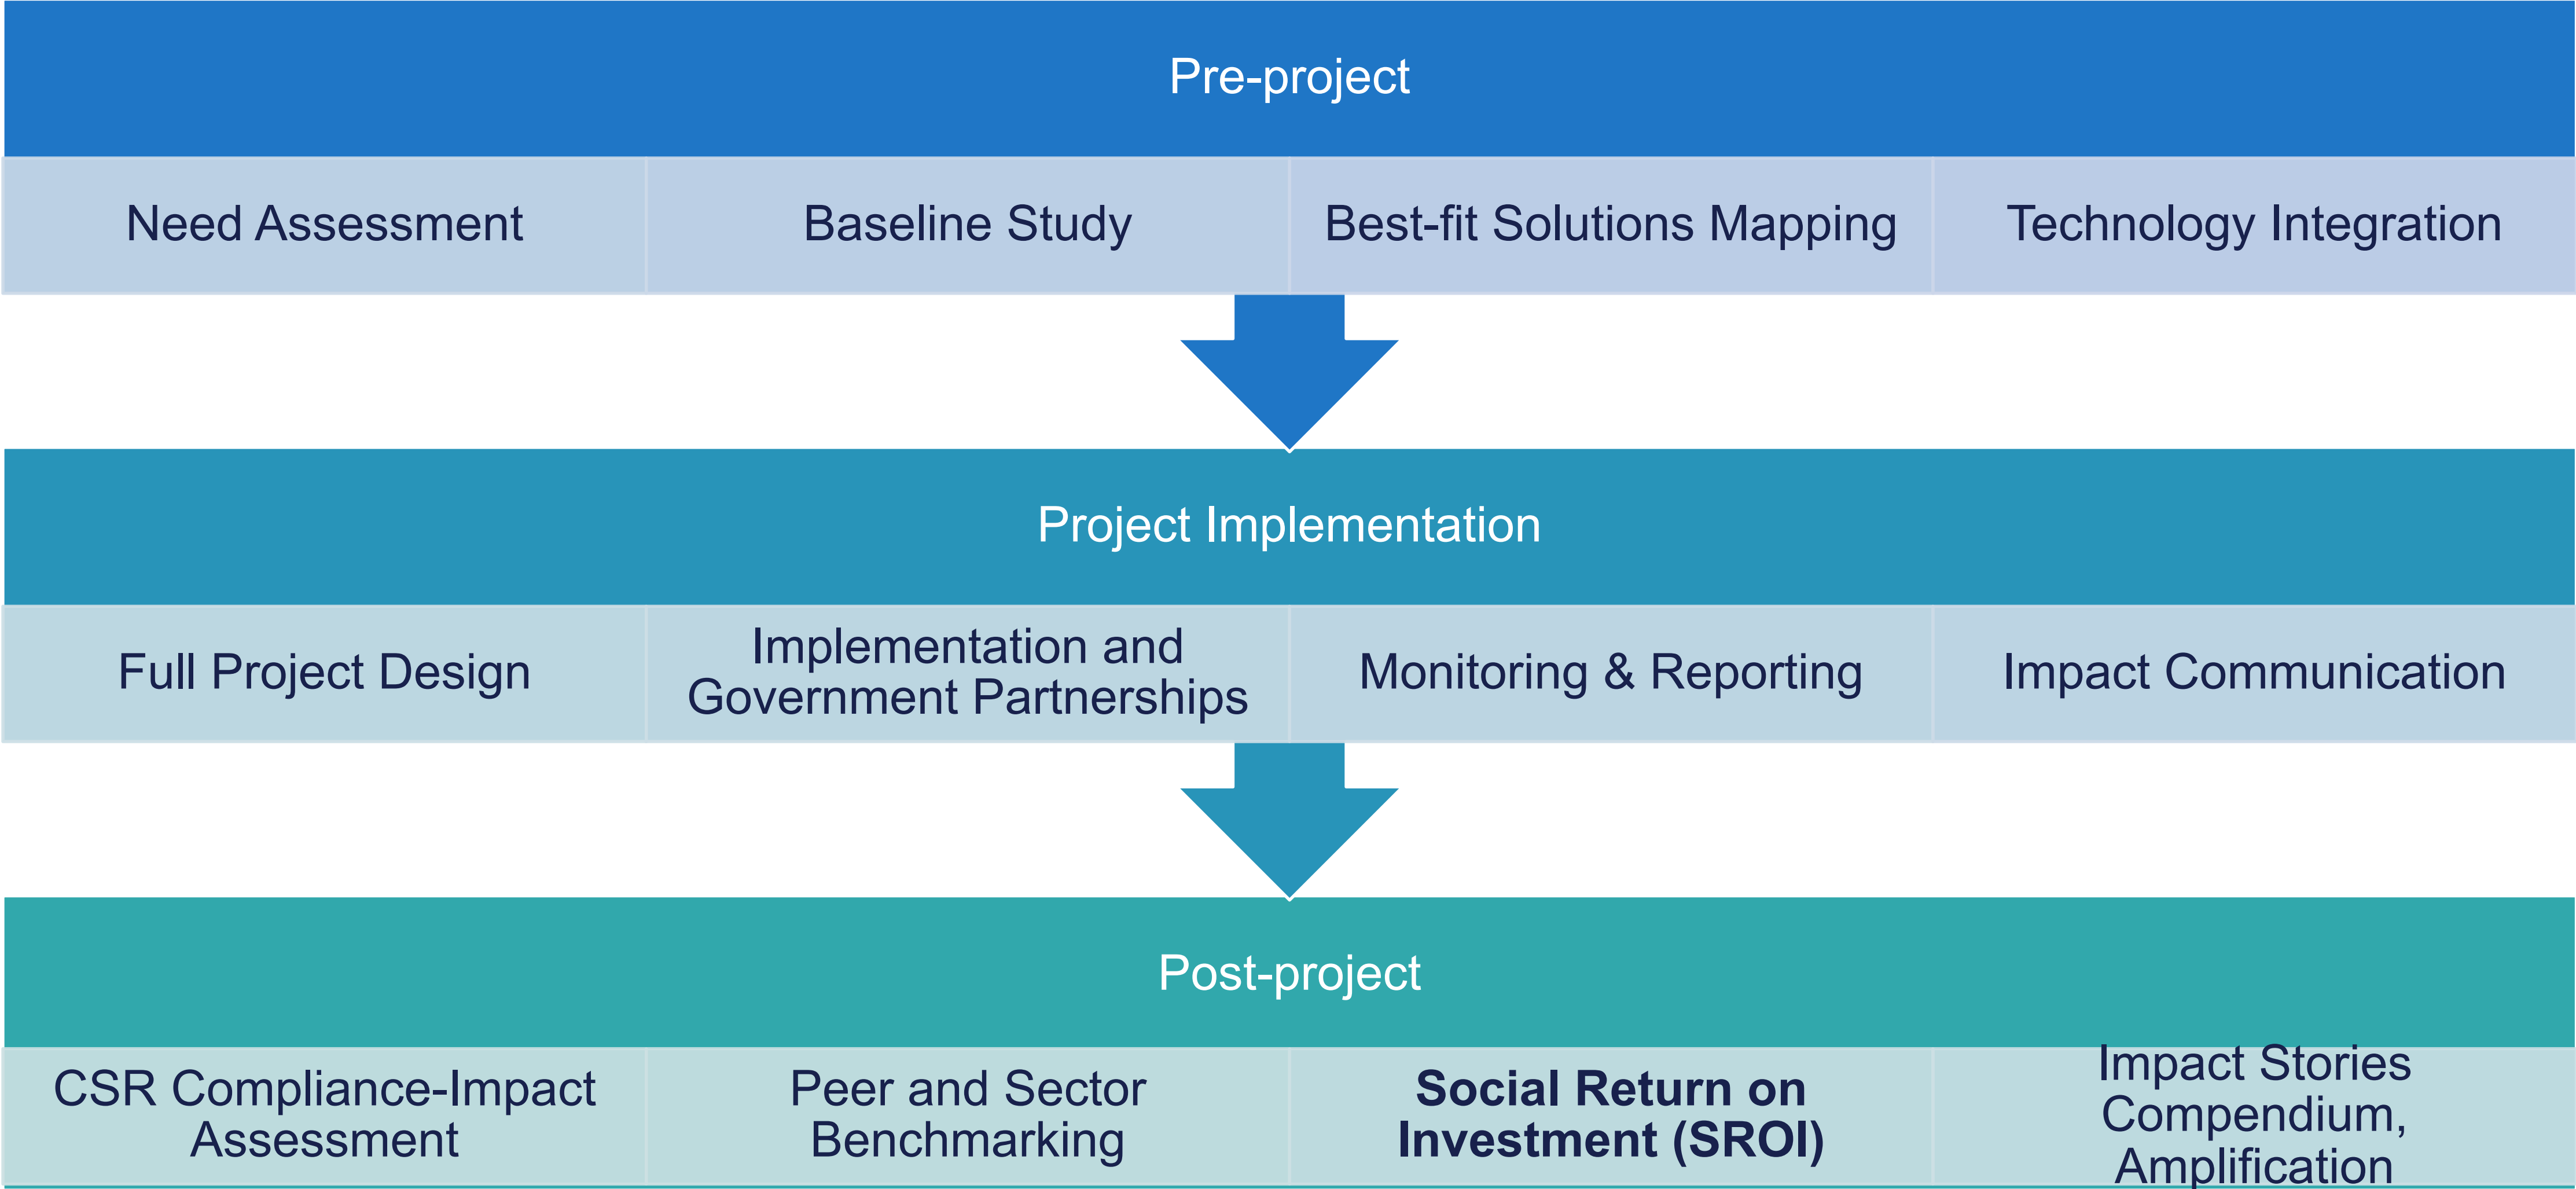 Pre-project
Need Assessment
Baseline Study
Best-fit Solutions Mapping
Technology Integration
Project Implementation
Full Project Design
Implementation and
Government Partnerships
Monitoring & Reporting
Impact Communication
Post-project
CSR Compliance-Impact
Assessment
Peer and Sector
Benchmarking
Social Return on
Investment (SROI)
Impact Stories
Compendium,
Amplification